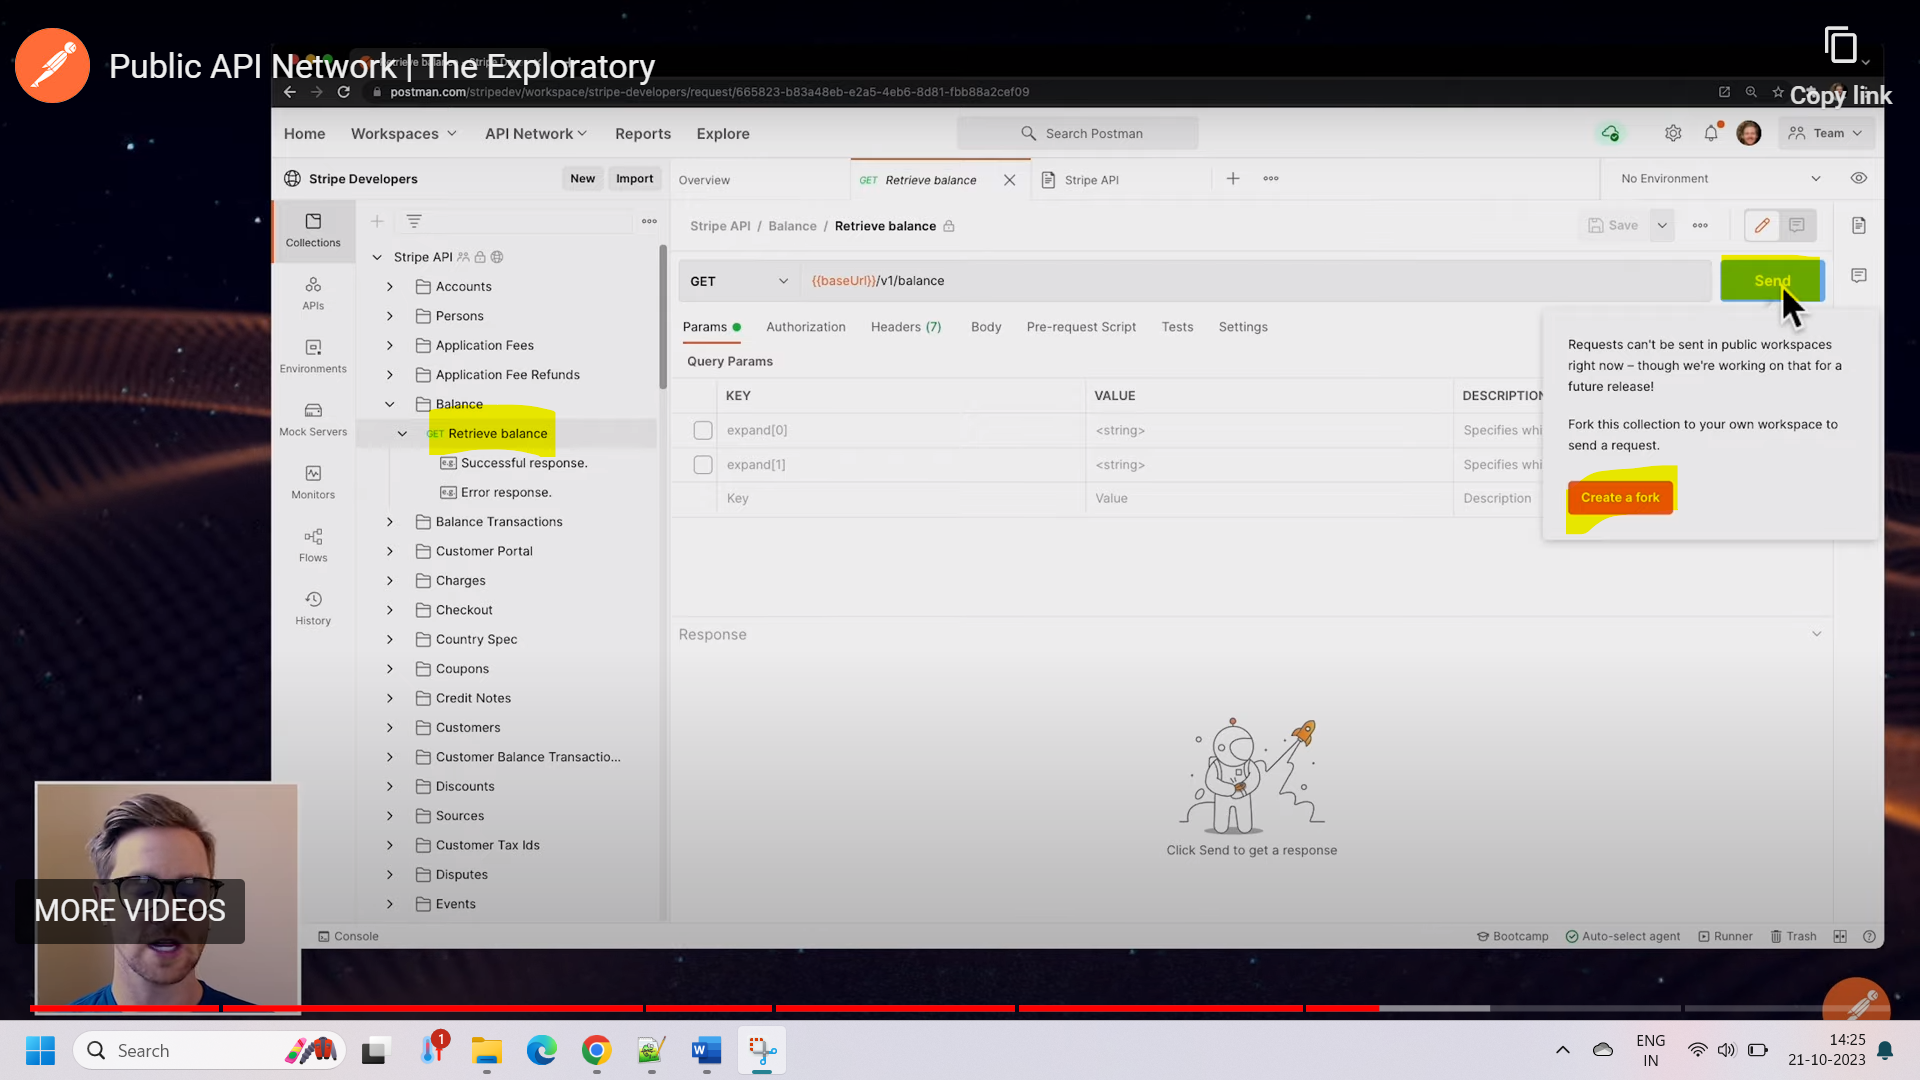 Public API Network | The Exploratory
Copy link
postman.com/stripedev/workspace/stripe-developers/request/665823-b83a48eb-e2a5-4eb6-8d81-fbb88a2cef09
Home
Workspaces
API Network
Reports
Explore
Search Postman
Team
Stripe Developers
New
Import
Overview
GET Retrieve balance
Stripe API
No Environment
Collections
APIs
Environments
Mock Servers
Monitors
Flows
History
Stripe API
Accounts
Persons
Application Fees
Application Fee Refunds
Balance
GET Retrieve balance
e.g. Successful response.
e.g. Error response.
Balance Transactions
Customer Portal
Charges
Checkout
Country Spec
Coupons
Credit Notes
Customers
Customer Balance Transactio...
Discounts
Sources
Customer Tax Ids
Disputes
Events
Stripe API / Balance / Retrieve balance
Save
GET
{{baseUrl}}/v1/balance
Send
Params
Authorization
Headers (7)
Body
Pre-request Script
Tests
Settings
Query Params
KEY
VALUE
DESCRIPTION
expand[0]
<string>
Specifies whi
expand[1]
<string>
Specifies whi
Key
Value
Description
Requests can't be sent in public workspaces
right now – though we're working on that for a
future release!
Fork this collection to your own workspace to
send a request.
Create a fork
Response
Click Send to get a response
MORE VIDEOS
Console
Bootcamp
Auto-select agent
Runner
Trash
Search
1
ENG
IN
14:25
21-10-2023